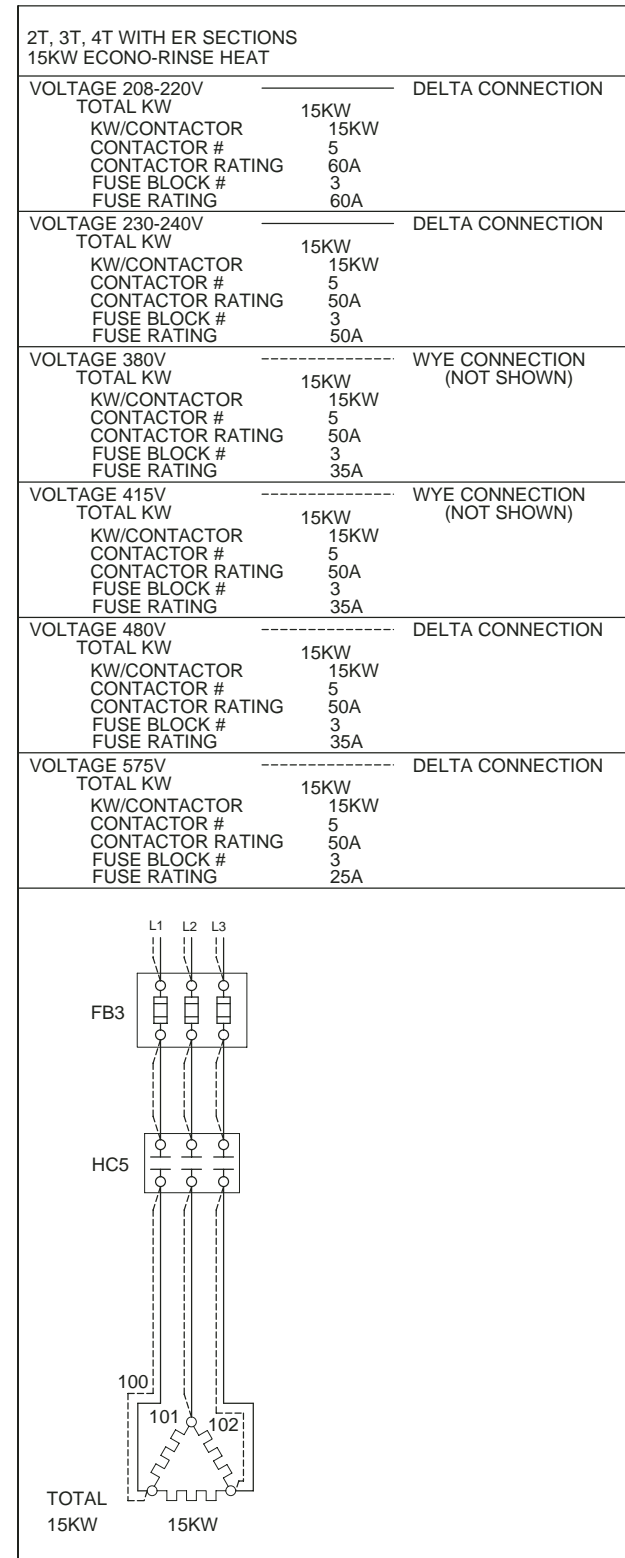 2T, 3T, 4T WITH ER SECTIONS
15KW ECONO-RINSE HEAT
VOLTAGE 208-220V DELTA CONNECTION
TOTAL KW 15KW
KW/CONTACTOR 15KW
CONTACTOR # 5
CONTACTOR RATING 60A
FUSE BLOCK # 3
FUSE RATING 60A
VOLTAGE 230-240V DELTA CONNECTION
TOTAL KW 15KW
KW/CONTACTOR 15KW
CONTACTOR # 5
CONTACTOR RATING 50A
FUSE BLOCK # 3
FUSE RATING 50A
VOLTAGE 380V WYE CONNECTION
TOTAL KW 15KW (NOT SHOWN)
KW/CONTACTOR 15KW
CONTACTOR # 5
CONTACTOR RATING 50A
FUSE BLOCK # 3
FUSE RATING 35A
VOLTAGE 415V WYE CONNECTION
TOTAL KW 15KW (NOT SHOWN)
KW/CONTACTOR 15KW
CONTACTOR # 5
CONTACTOR RATING 50A
FUSE BLOCK # 3
FUSE RATING 35A
VOLTAGE 480V DELTA CONNECTION
TOTAL KW 15KW
KW/CONTACTOR 15KW
CONTACTOR # 5
CONTACTOR RATING 50A
FUSE BLOCK # 3
FUSE RATING 35A
VOLTAGE 575V DELTA CONNECTION
TOTAL KW 15KW
KW/CONTACTOR 15KW
CONTACTOR # 5
CONTACTOR RATING 50A
FUSE BLOCK # 3
FUSE RATING 25A
L1 L2 L3
FB3
HC5
100
101 102
TOTAL
15KW 15KW